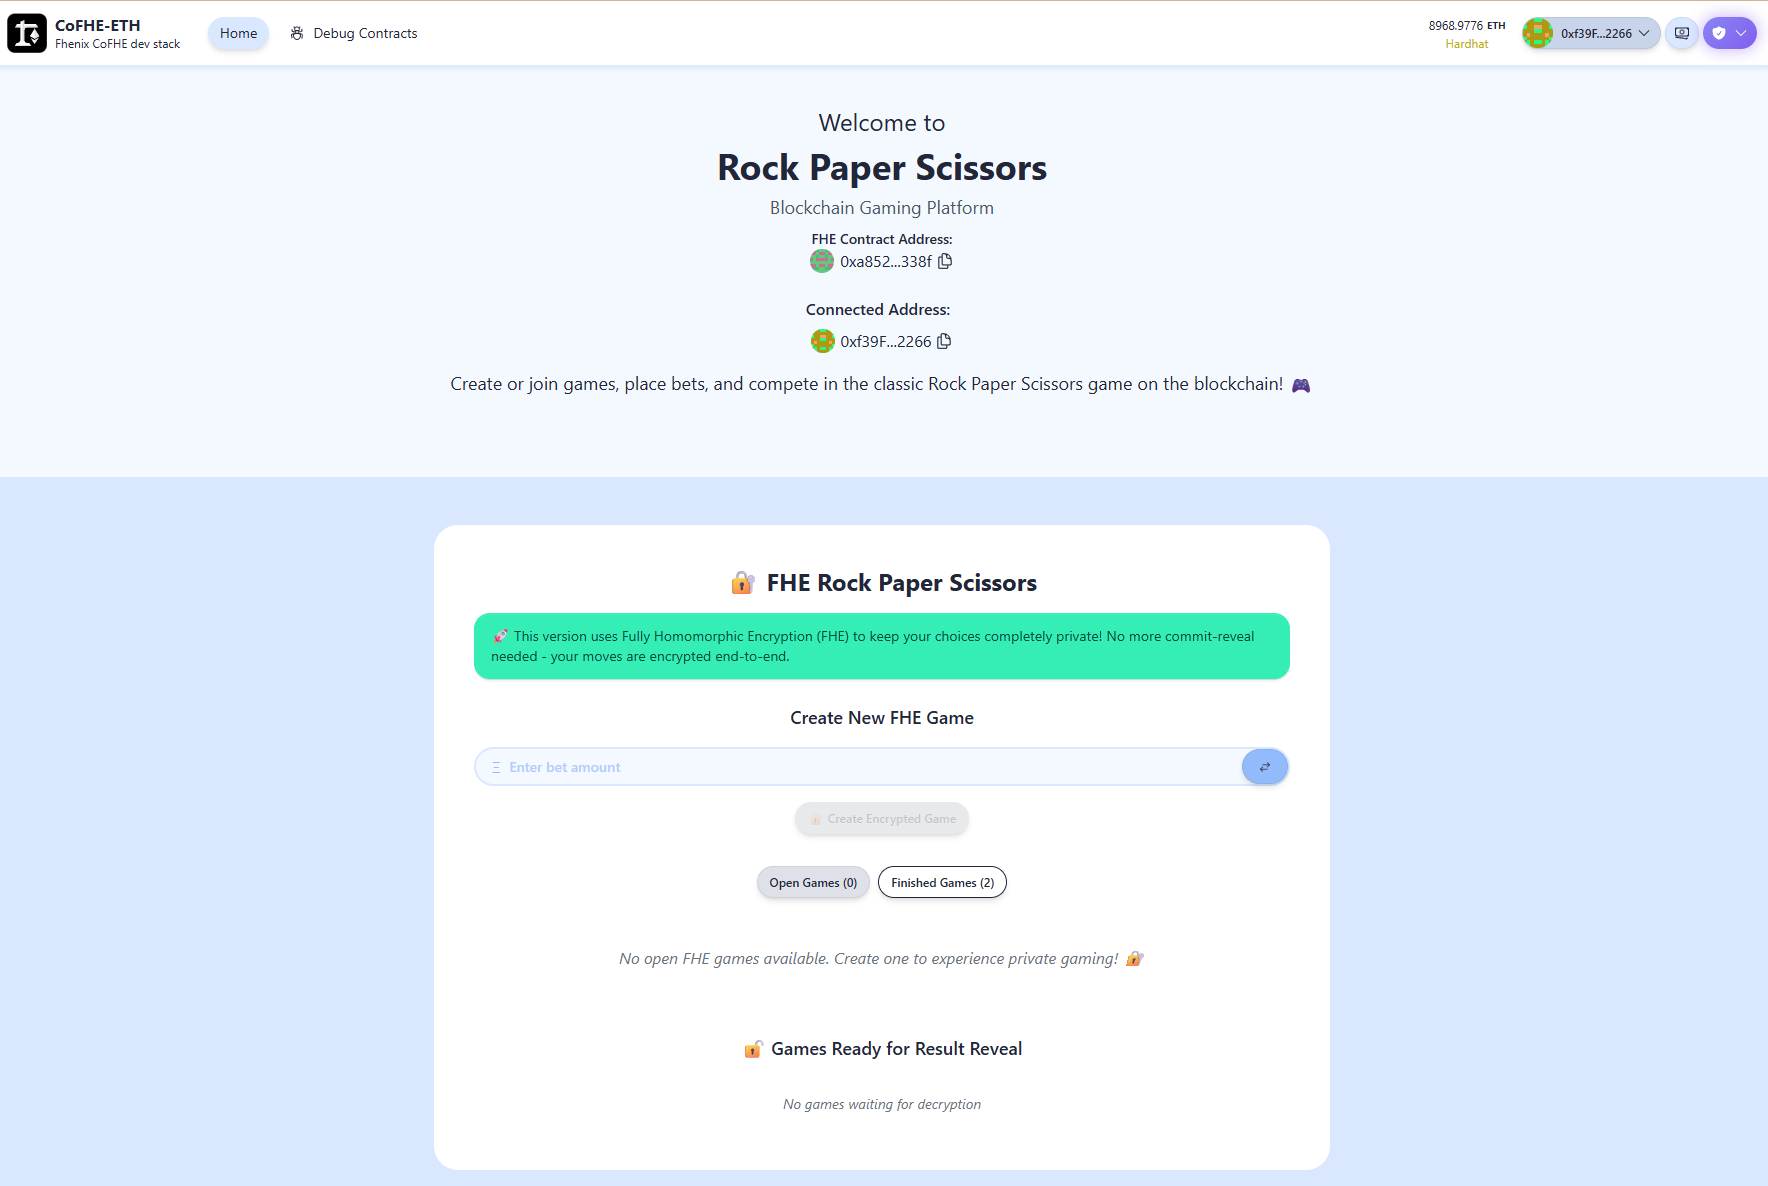 CoFHE-ETH
Fhenix CoFHE dev stack
Home
Debug Contracts
8968.9776 ETH
Hardhat
0xf39F...2266
Welcome to
Rock Paper Scissors
Blockchain Gaming Platform
FHE Contract Address:
0xa852...338f
Connected Address:
0xf39F...2266
Create or join games, place bets, and compete in the classic Rock Paper Scissors game on the blockchain! 🎮
🔐 FHE Rock Paper Scissors
🚀 This version uses Fully Homomorphic Encryption (FHE) to keep your choices completely private! No more commit-reveal
needed - your moves are encrypted end-to-end.
Create New FHE Game
Ξ Enter bet amount
🔐 Create Encrypted Game
Open Games (0)
Finished Games (2)
No open FHE games available. Create one to experience private gaming! 🔐
🔓 Games Ready for Result Reveal
No games waiting for decryption